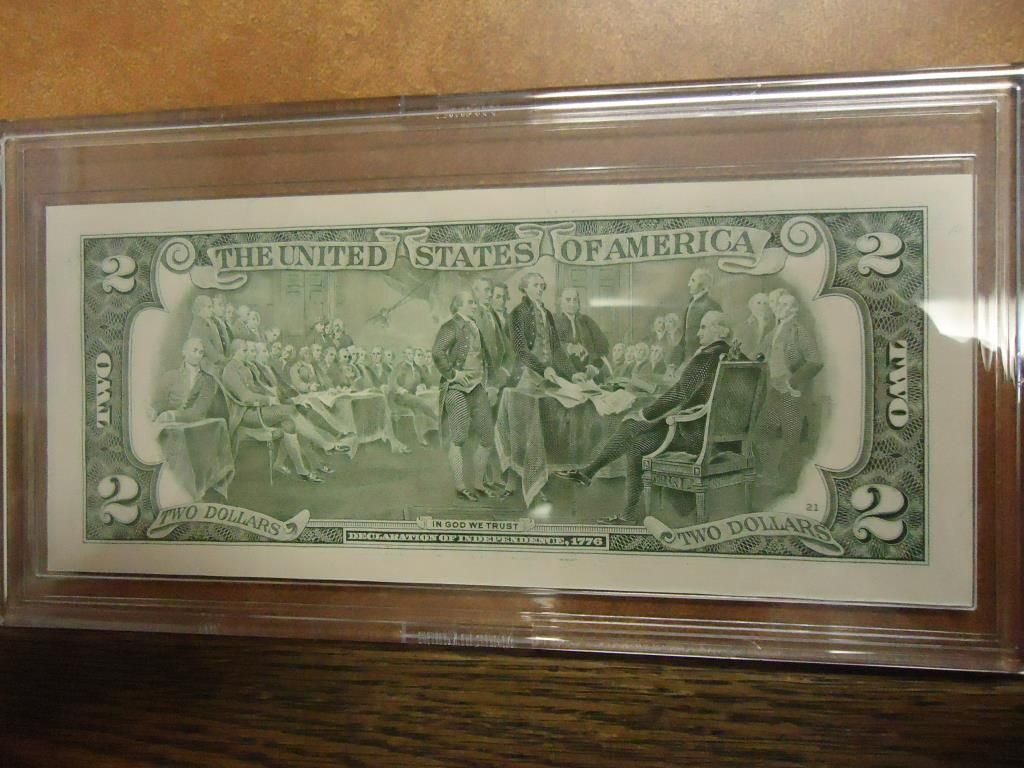 2 THE UNITED STATES OF AMERICA 2
TWO TWO
2 2
TWO DOLLARS IN GOD WE TRUST 21 TWO DOLLARS
DECLARATION OF INDEPENDENCE, 1776